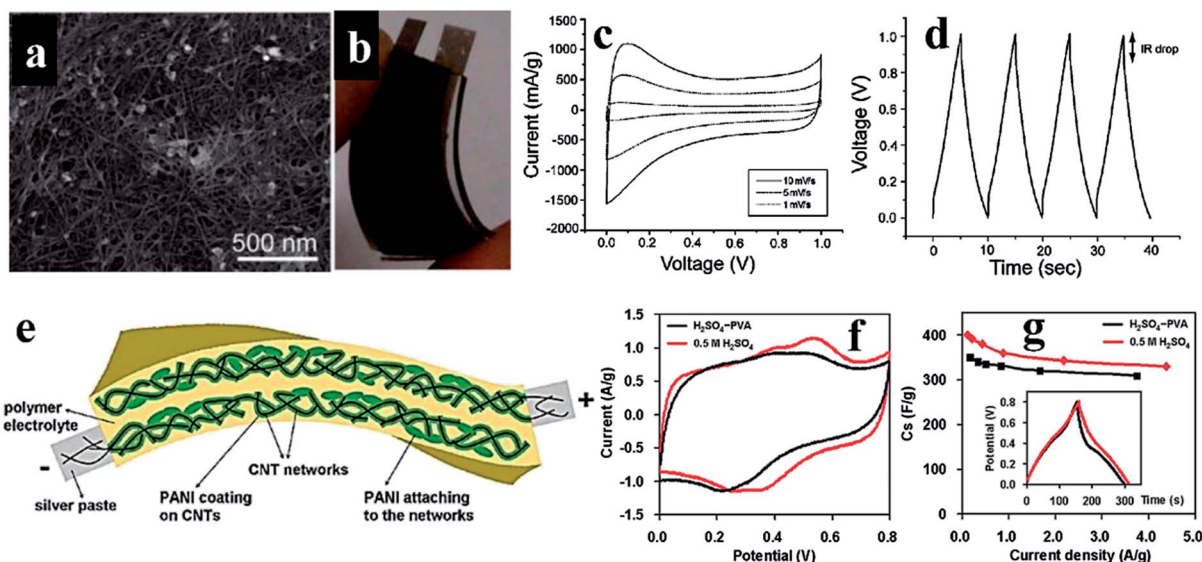 a
500 nm
b
c
Current (mA/g)
1500
1000
500
0
-500
-1000
-1500
-2000
10 mV/s
5 mV/s
1 mV/s
0.0 0.2 0.4 0.6 0.8 1.0
Voltage (V)
d
IR drop
Voltage (V)
1.0
0.8
0.6
0.4
0.2
0.0
0 10 20 30 40
Time (sec)
e
polymer
electrolyte
+
-
silver paste
CNT networks
PANI coating
on CNTs
PANI attaching
to the networks
f
H₂SO₄–PVA
0.5 M H₂SO₄
Current (A/g)
1.5
1.0
0.5
0.0
-0.5
-1.0
-1.5
0.0 0.2 0.4 0.6 0.8
Potential (V)
g
H₂SO₄–PVA
0.5 M H₂SO₄
Cs (F/g)
400
300
200
100
0
Potential (V)
0.8
0.4
0.0
0 100 200 300
Time (s)
0.0 1.0 2.0 3.0 4.0 5.0
Current density (A/g)